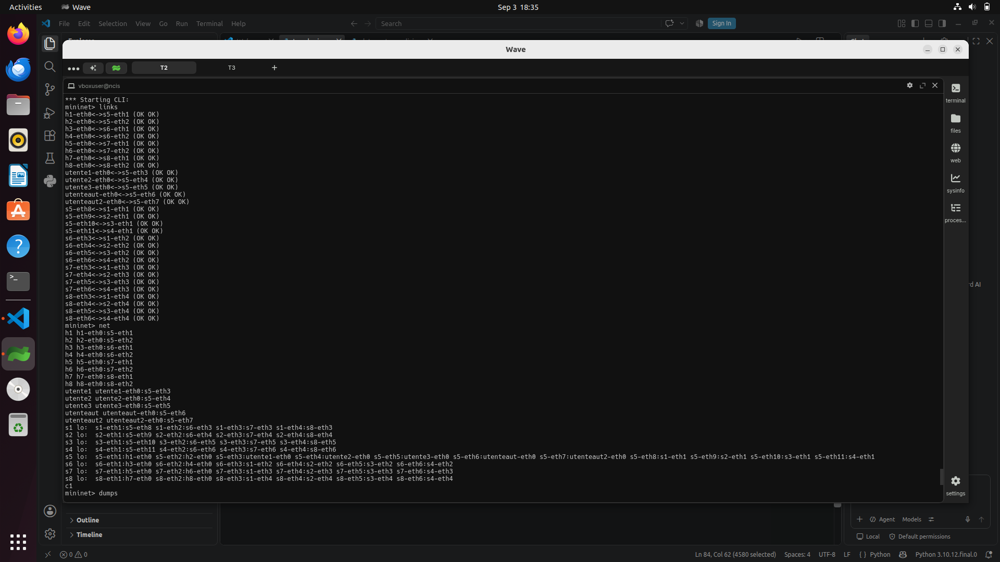 Activities
Wave
Sep 3 18:35
File Edit Selection View Go Run Terminal Help
Search
Sign In
Wave
T2
T3
vboxuser@ncis
*** Starting CLI:
mininet> links
h1-eth0<->s5-eth1 (OK OK)
h2-eth0<->s5-eth2 (OK OK)
h3-eth0<->s6-eth1 (OK OK)
h4-eth0<->s6-eth2 (OK OK)
h5-eth0<->s7-eth1 (OK OK)
h6-eth0<->s7-eth2 (OK OK)
h7-eth0<->s8-eth1 (OK OK)
h8-eth0<->s8-eth2 (OK OK)
utente1-eth0<->s5-eth3 (OK OK)
utente2-eth0<->s5-eth4 (OK OK)
utente3-eth0<->s5-eth5 (OK OK)
utenteaut-eth0<->s5-eth6 (OK OK)
utenteaut2-eth0<->s5-eth7 (OK OK)
s5-eth8<->s1-eth1 (OK OK)
s5-eth9<->s2-eth1 (OK OK)
s5-eth10<->s3-eth1 (OK OK)
s5-eth11<->s4-eth1 (OK OK)
s6-eth3<->s1-eth2 (OK OK)
s6-eth4<->s2-eth2 (OK OK)
s6-eth5<->s3-eth2 (OK OK)
s6-eth6<->s4-eth2 (OK OK)
s7-eth3<->s1-eth3 (OK OK)
s7-eth4<->s2-eth3 (OK OK)
s7-eth5<->s3-eth3 (OK OK)
s7-eth6<->s4-eth3 (OK OK)
s8-eth3<->s1-eth4 (OK OK)
s8-eth4<->s2-eth4 (OK OK)
s8-eth5<->s3-eth4 (OK OK)
s8-eth6<->s4-eth4 (OK OK)
mininet> net
h1 h1-eth0:s5-eth1
h2 h2-eth0:s5-eth2
h3 h3-eth0:s6-eth1
h4 h4-eth0:s6-eth2
h5 h5-eth0:s7-eth1
h6 h6-eth0:s7-eth2
h7 h7-eth0:s8-eth1
h8 h8-eth0:s8-eth2
utente1 utente1-eth0:s5-eth3
utente2 utente2-eth0:s5-eth4
utente3 utente3-eth0:s5-eth5
utenteaut utenteaut-eth0:s5-eth6
utenteaut2 utenteaut2-eth0:s5-eth7
s1 lo:  s1-eth1:s5-eth8 s1-eth2:s6-eth3 s1-eth3:s7-eth3 s1-eth4:s8-eth3
s2 lo:  s2-eth1:s5-eth9 s2-eth2:s6-eth4 s2-eth3:s7-eth4 s2-eth4:s8-eth4
s3 lo:  s3-eth1:s5-eth10 s3-eth2:s6-eth5 s3-eth3:s7-eth5 s3-eth4:s8-eth5
s4 lo:  s4-eth1:s5-eth11 s4-eth2:s6-eth6 s4-eth3:s7-eth6 s4-eth4:s8-eth6
s5 lo:  s5-eth1:h1-eth0 s5-eth2:h2-eth0 s5-eth3:utente1-eth0 s5-eth4:utente2-eth0 s5-eth5:utente3-eth0 s5-eth6:utenteaut-eth0 s5-eth7:utenteaut2-eth0 s5-eth8:s1-eth1 s5-eth9:s2-eth1 s5-eth10:s3-eth1 s5-eth11:s4-eth1
s6 lo:  s6-eth1:h3-eth0 s6-eth2:h4-eth0 s6-eth3:s1-eth2 s6-eth4:s2-eth2 s6-eth5:s3-eth2 s6-eth6:s4-eth2
s7 lo:  s7-eth1:h5-eth0 s7-eth2:h6-eth0 s7-eth3:s1-eth3 s7-eth4:s2-eth3 s7-eth5:s3-eth3 s7-eth6:s4-eth3
s8 lo:  s8-eth1:h7-eth0 s8-eth2:h8-eth0 s8-eth3:s1-eth4 s8-eth4:s2-eth4 s8-eth5:s3-eth4 s8-eth6:s4-eth4
c1
mininet> dumps
terminal
files
web
sysinfo
proces...
settings
rd AI
Outline
Timeline
Agent Models
Local Default permissions
0 0
Ln 84, Col 62 (4580 selected) Spaces: 4 UTF-8 LF { } Python Python 3.10.12.final.0